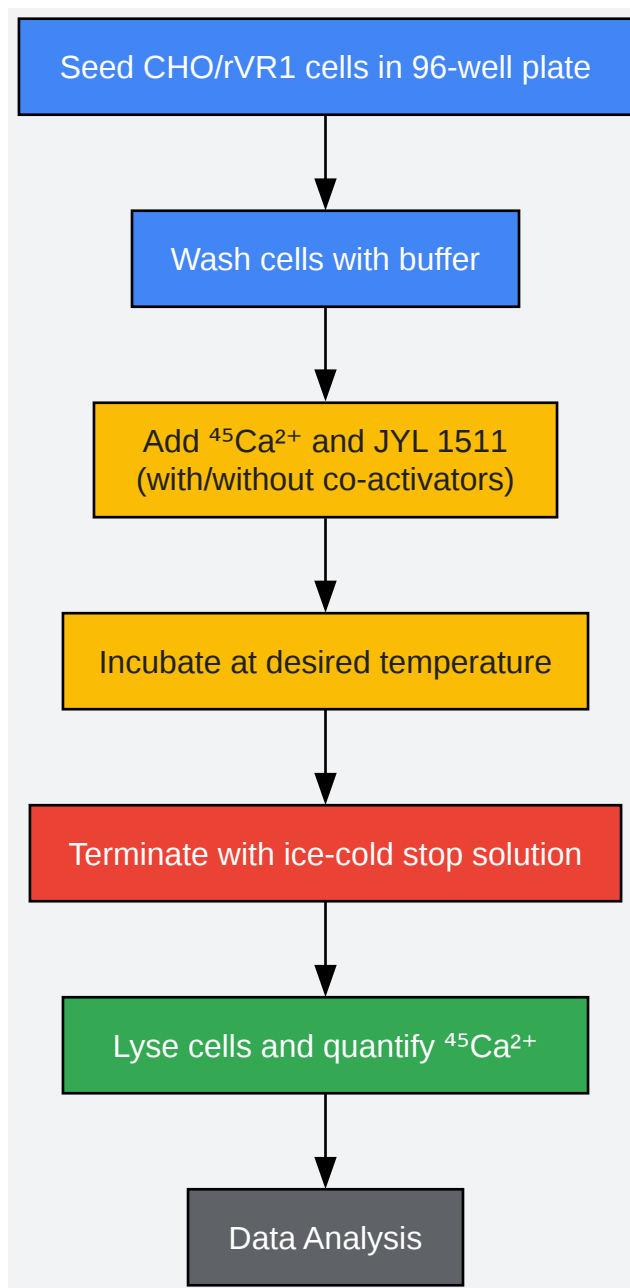 Seed CHO/rVR1 cells in 96-well plate
Wash cells with buffer
Add ⁴⁵Ca²⁺ and JYL 1511
(with/without co-activators)
Incubate at desired temperature
Terminate with ice-cold stop solution
Lyse cells and quantify ⁴⁵Ca²⁺
Data Analysis